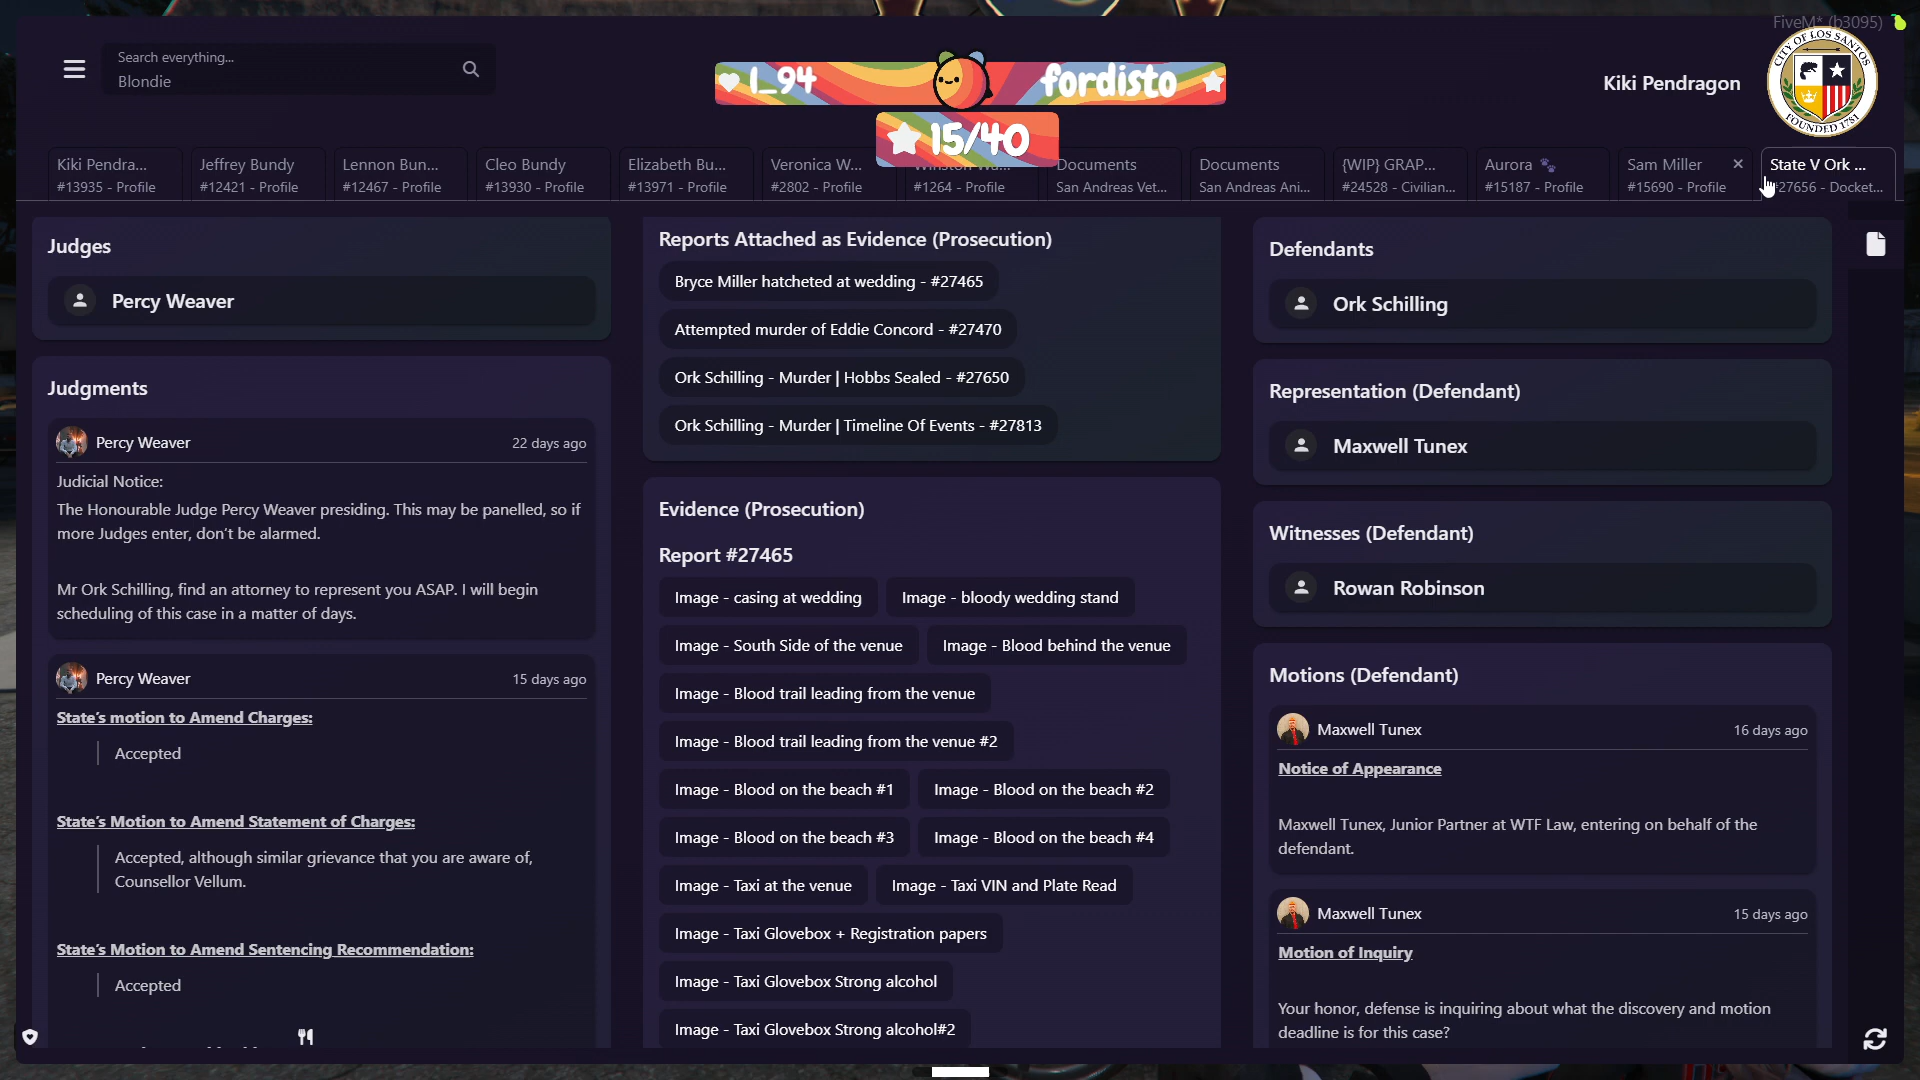 FiveM* (b3095)
Search everything...
Blondie
l_94
fordisto
15/40
Kiki Pendragon
CITY OF LOS SANTOS
FOUNDED 1781
Kiki Pendra...
#13935 - Profile
Jeffrey Bundy
#12421 - Profile
Lennon Bun...
#12467 - Profile
Cleo Bundy
#13930 - Profile
Elizabeth Bu...
#13971 - Profile
Veronica W...
#2802 - Profile
#1264 - Profile
Documents
San Andreas Vet...
Documents
San Andreas Ani...
{WIP} GRAP...
#24528 - Civilian...
Aurora 🐾
#15187 - Profile
Sam Miller
#15690 - Profile
State V Ork ...
#27656 - Docket...
Judges
Percy Weaver
Judgments
Percy Weaver
22 days ago
Judicial Notice:
The Honourable Judge Percy Weaver presiding. This may be panelled, so if
more Judges enter, don't be alarmed.
Mr Ork Schilling, find an attorney to represent you ASAP. I will begin
scheduling of this case in a matter of days.
Percy Weaver
15 days ago
State's motion to Amend Charges:
Accepted
State's Motion to Amend Statement of Charges:
Accepted, although similar grievance that you are aware of,
Counsellor Vellum.
State's Motion to Amend Sentencing Recommendation:
Accepted
Reports Attached as Evidence (Prosecution)
Bryce Miller hatcheted at wedding - #27465
Attempted murder of Eddie Concord - #27470
Ork Schilling - Murder | Hobbs Sealed - #27650
Ork Schilling - Murder | Timeline Of Events - #27813
Evidence (Prosecution)
Report #27465
Image - casing at wedding
Image - bloody wedding stand
Image - South Side of the venue
Image - Blood behind the venue
Image - Blood trail leading from the venue
Image - Blood trail leading from the venue #2
Image - Blood on the beach #1
Image - Blood on the beach #2
Image - Blood on the beach #3
Image - Blood on the beach #4
Image - Taxi at the venue
Image - Taxi VIN and Plate Read
Image - Taxi Glovebox + Registration papers
Image - Taxi Glovebox Strong alcohol
Image - Taxi Glovebox Strong alcohol#2
Defendants
Ork Schilling
Representation (Defendant)
Maxwell Tunex
Witnesses (Defendant)
Rowan Robinson
Motions (Defendant)
Maxwell Tunex
16 days ago
Notice of Appearance
Maxwell Tunex, Junior Partner at WTF Law, entering on behalf of the
defendant.
Maxwell Tunex
15 days ago
Motion of Inquiry
Your honor, defense is inquiring about what the discovery and motion
deadline is for this case?